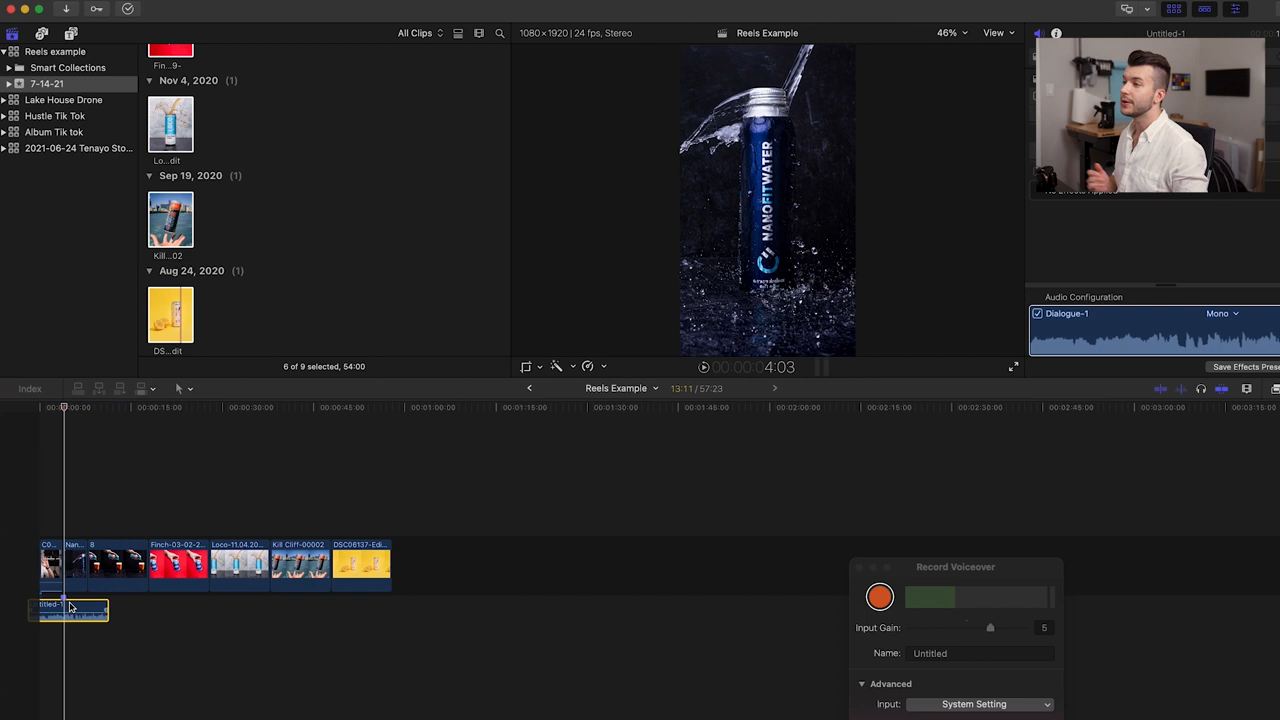 All Clips
1080×1920 | 24 fps, Stereo
Reels Example
46%
View
Untitled-1
Reels example
Smart Collections
7-14-21
Lake House Drone
Hustle Tik Tok
Album Tik tok
2021-06-24 Tenayo Sto...
Fin...9-
Nov 4, 2020 (1)
Lo...dit
Sep 19, 2020 (1)
Kill...02
Aug 24, 2020 (1)
DS...dit
6 of 9 selected, 54:00
NANOFITWATER
00:00:04:03
Audio Configuration
Dialogue-1
Mono
Save Effects Prese
Index
Reels Example
13:11 / 57:23
00:00:15:00
00:00:30:00
00:00:45:00
00:01:00:00
00:01:15:00
00:01:30:00
00:01:45:00
00:02:00:00
00:02:15:00
00:02:30:00
00:02:45:00
00:03:00:00
00:03:15:00
C0...
Nan...
8
Finch-03-02-2...
Loco-11.04.20...
Kill Cliff-00002
DSC06137-Edi...
titled-1
Record Voiceover
Input Gain:
5
Name:
Untitled
Advanced
Input:
System Setting